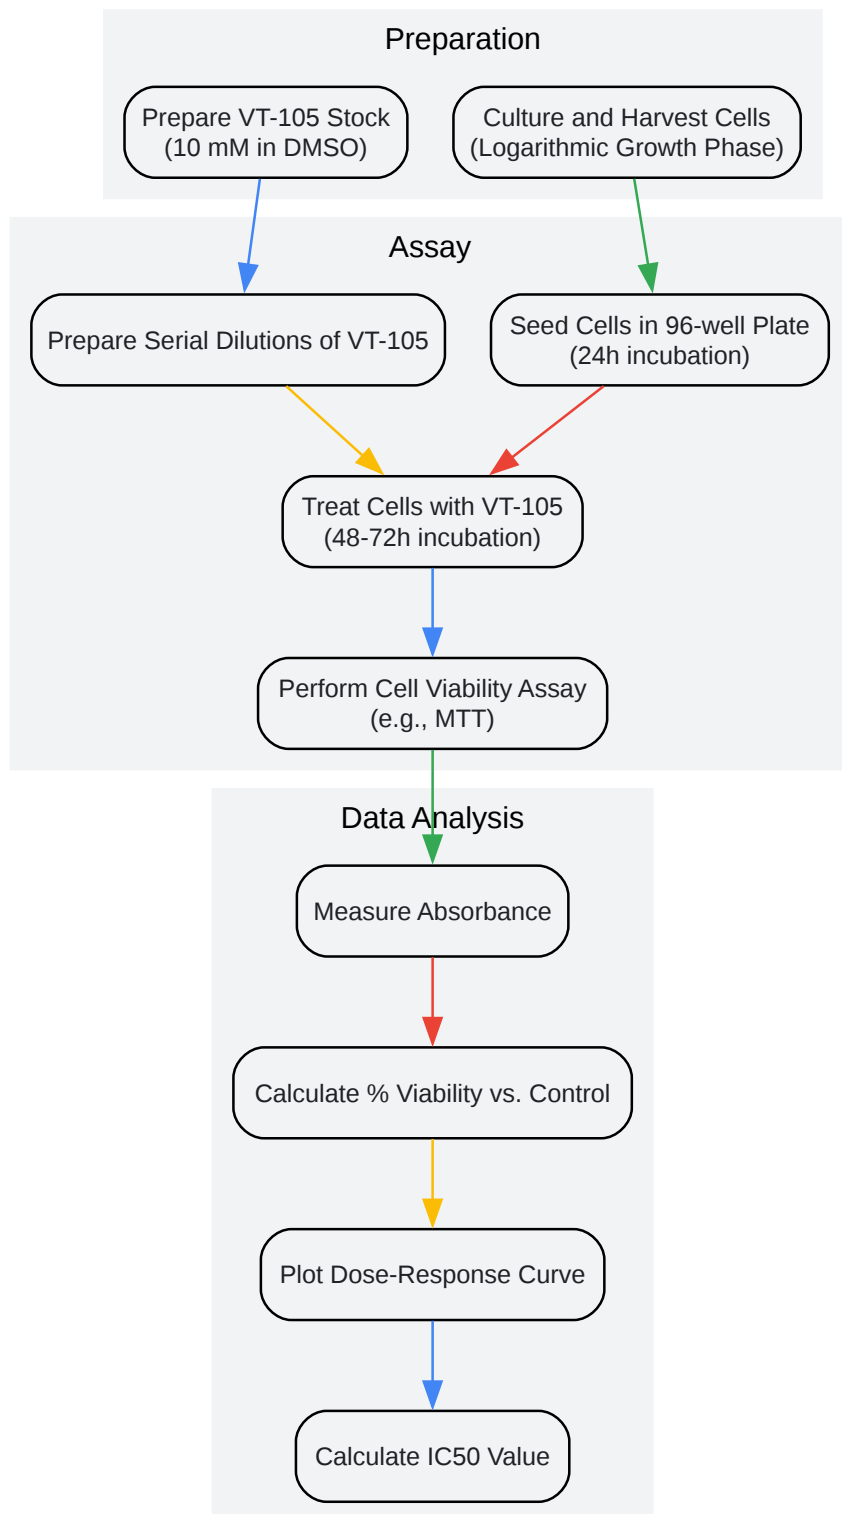 Preparation
Prepare VT-105 Stock
(10 mM in DMSO)
Culture and Harvest Cells
(Logarithmic Growth Phase)
Assay
Prepare Serial Dilutions of VT-105
Seed Cells in 96-well Plate
(24h incubation)
Treat Cells with VT-105
(48-72h incubation)
Perform Cell Viability Assay
(e.g., MTT)
Data Analysis
Measure Absorbance
Calculate % Viability vs. Control
Plot Dose-Response Curve
Calculate IC50 Value